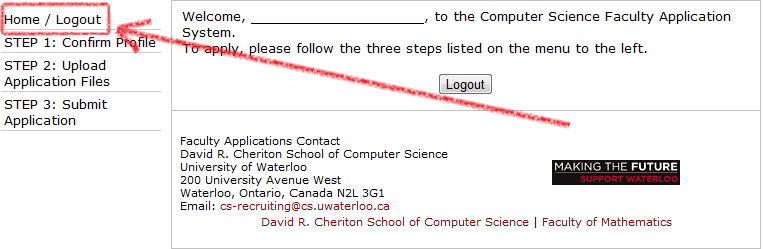 Home / Logout
STEP 1: Confirm Profile
STEP 2: Upload
Application Files
STEP 3: Submit
Application
Welcome, ______________________, to the Computer Science Faculty Application
System.
To apply, please follow the three steps listed on the menu to the left.
Logout
Faculty Applications Contact
David R. Cheriton School of Computer Science
University of Waterloo
200 University Avenue West
Waterloo, Ontario, Canada N2L 3G1
Email: cs-recruiting@cs.uwaterloo.ca
MAKING THE FUTURE
SUPPORT WATERLOO
David R. Cheriton School of Computer Science | Faculty of Mathematics